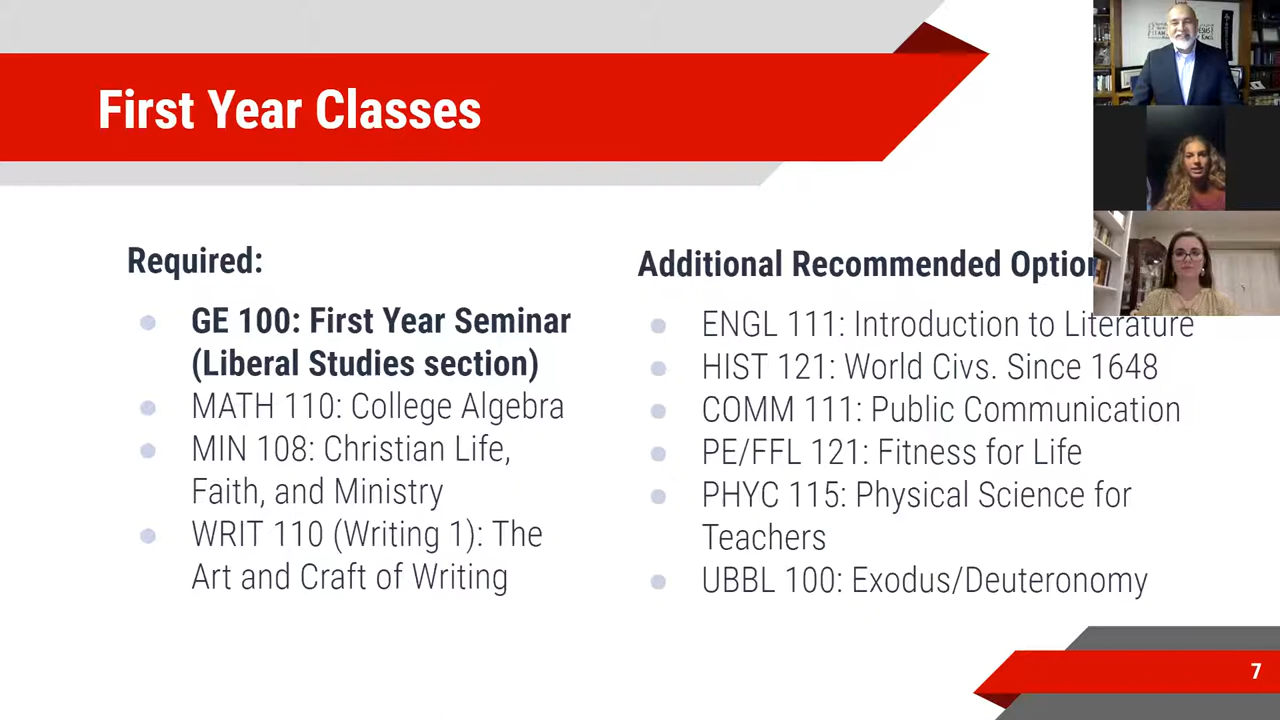 First Year Classes
Required:
GE 100: First Year Seminar
(Liberal Studies section)
MATH 110: College Algebra
MIN 108: Christian Life,
Faith, and Ministry
WRIT 110 (Writing 1): The
Art and Craft of Writing
Additional Recommended
ENGL 111: Introduction to Literature
HIST 121: World Civs. Since 1648
COMM 111: Public Communication
PE/FFL 121: Fitness for Life
PHYC 115: Physical Science for
Teachers
UBBL 100: Exodus/Deuteronomy
7